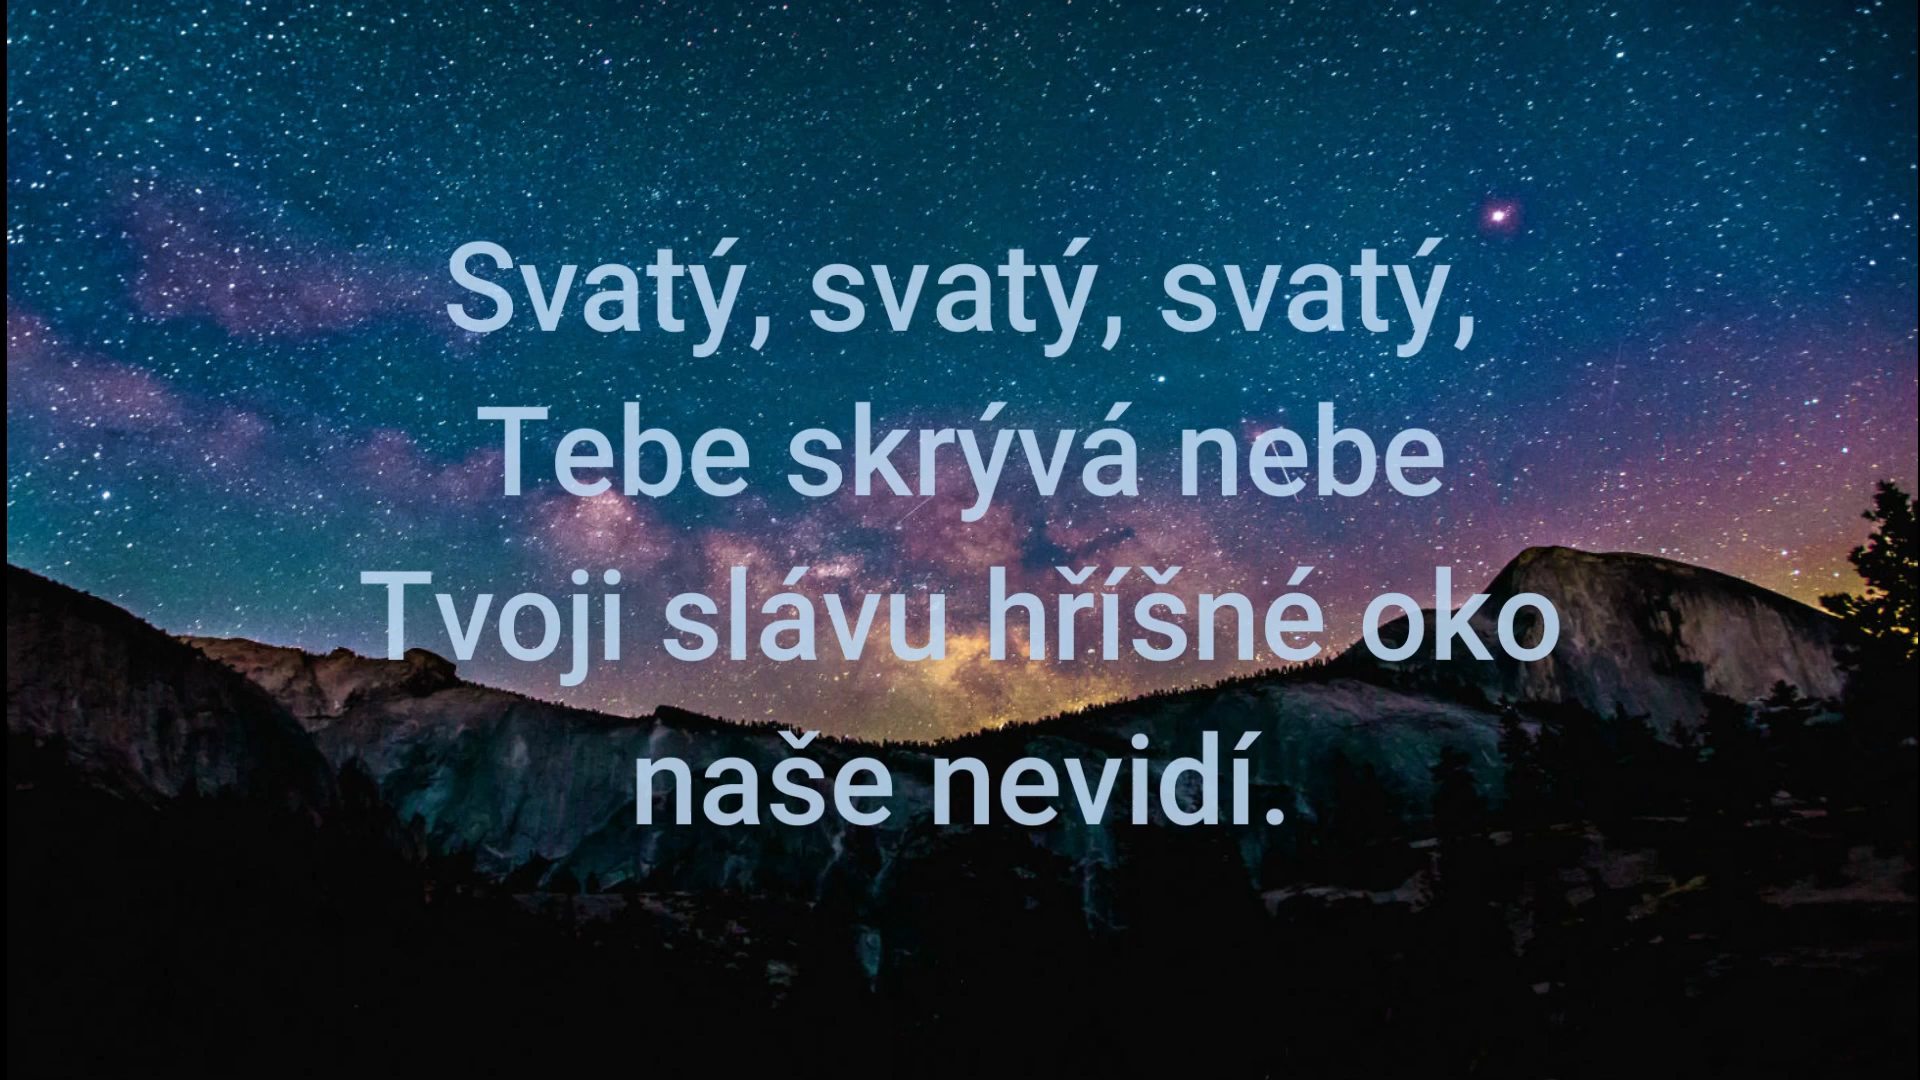 Svatý, svatý, svatý,
Tebe skrývá nebe
Tvoji slávu hříšné oko
naše nevidí.